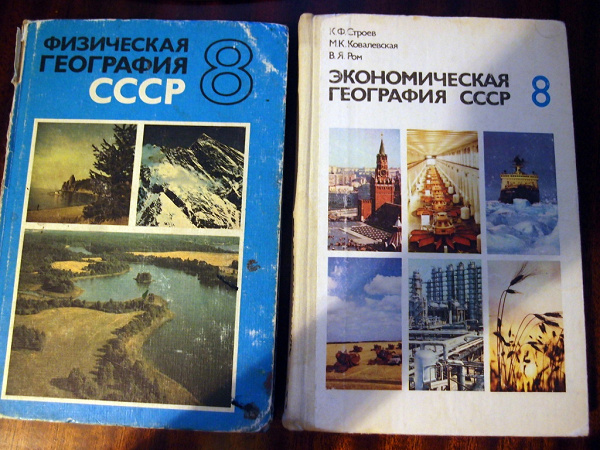 ФИЗИЧЕСКАЯ
ГЕОГРАФИЯ
СССР
8
К.Ф.Строев
М.К.Ковалевская
В.Я.Ром
ЭКОНОМИЧЕСКАЯ
ГЕОГРАФИЯ СССР 8